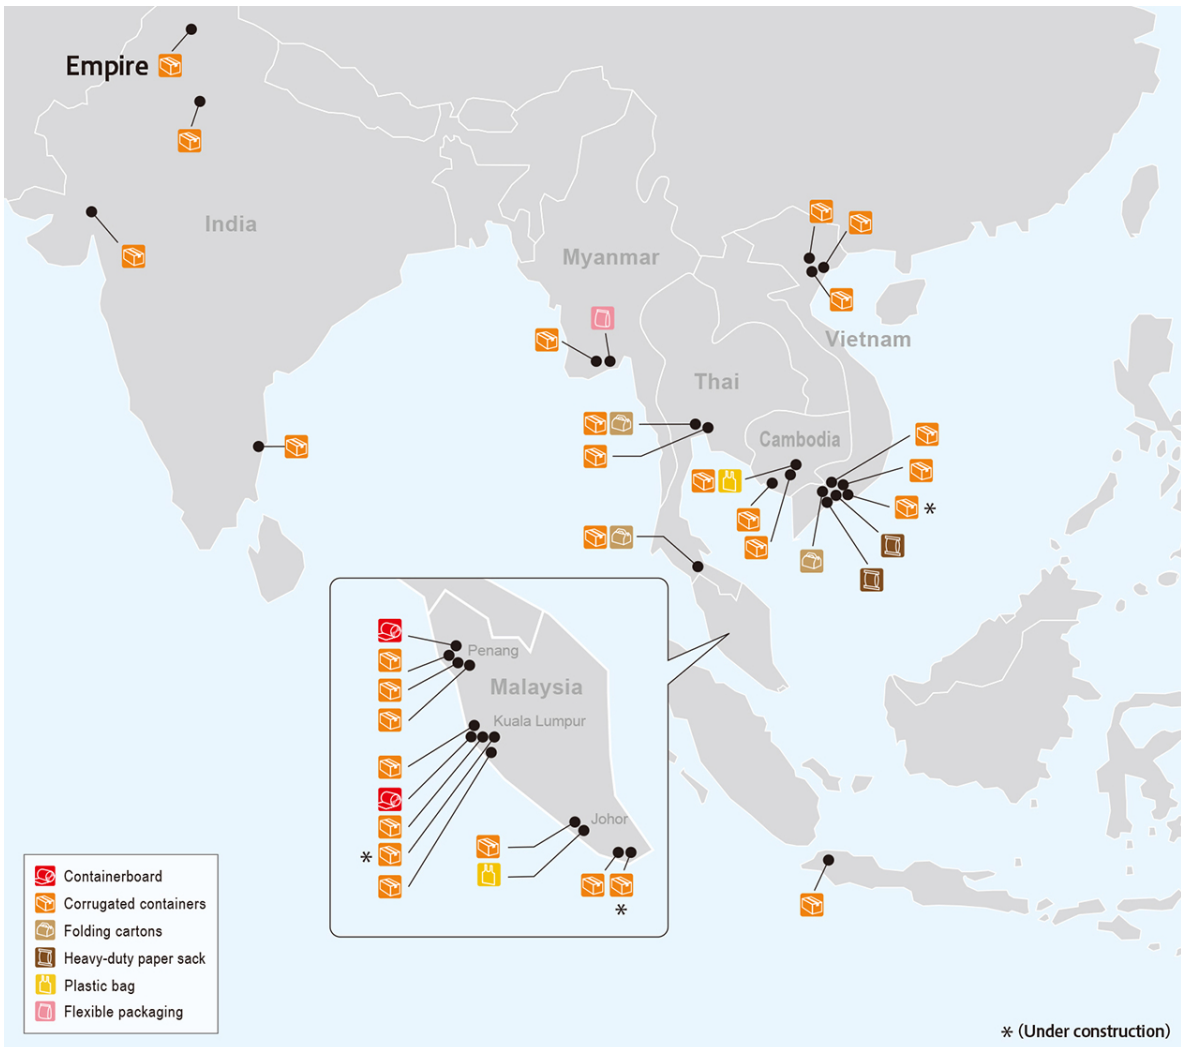 Empire
India
Myanmar
Vietnam
Thai
Cambodia
*
Penang
Malaysia
Kuala Lumpur
Johor
*
*
Containerboard
Corrugated containers
Folding cartons
Heavy-duty paper sack
Plastic bag
Flexible packaging
* (Under construction)